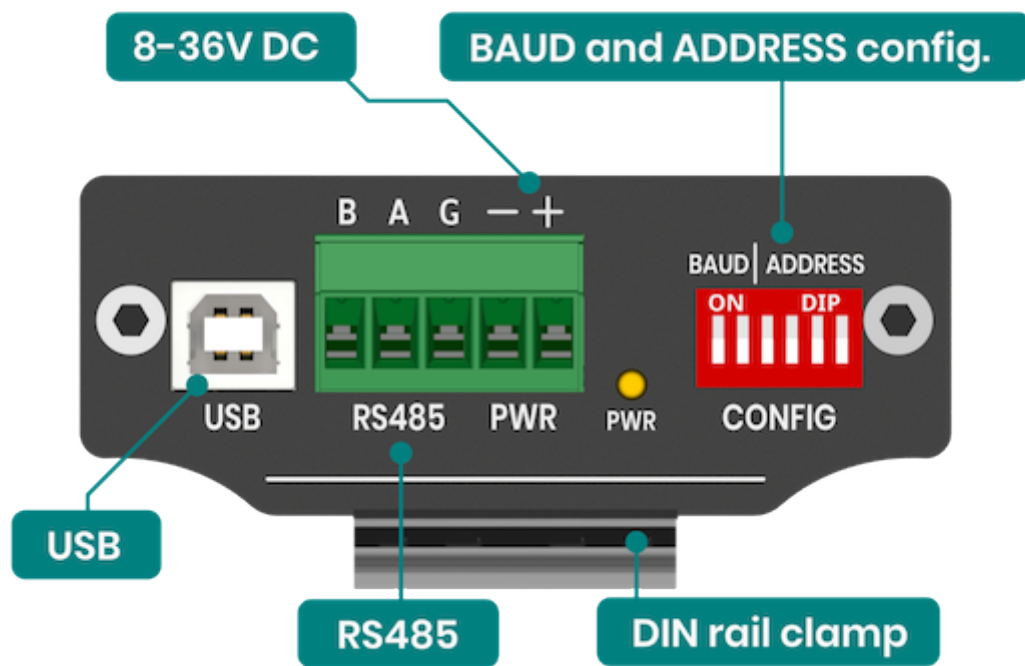 8-36V DC
BAUD and ADDRESS config.
B A G − +
BAUD | ADDRESS
ON DIP
USB
RS485
PWR
PWR
CONFIG
USB
RS485
DIN rail clamp